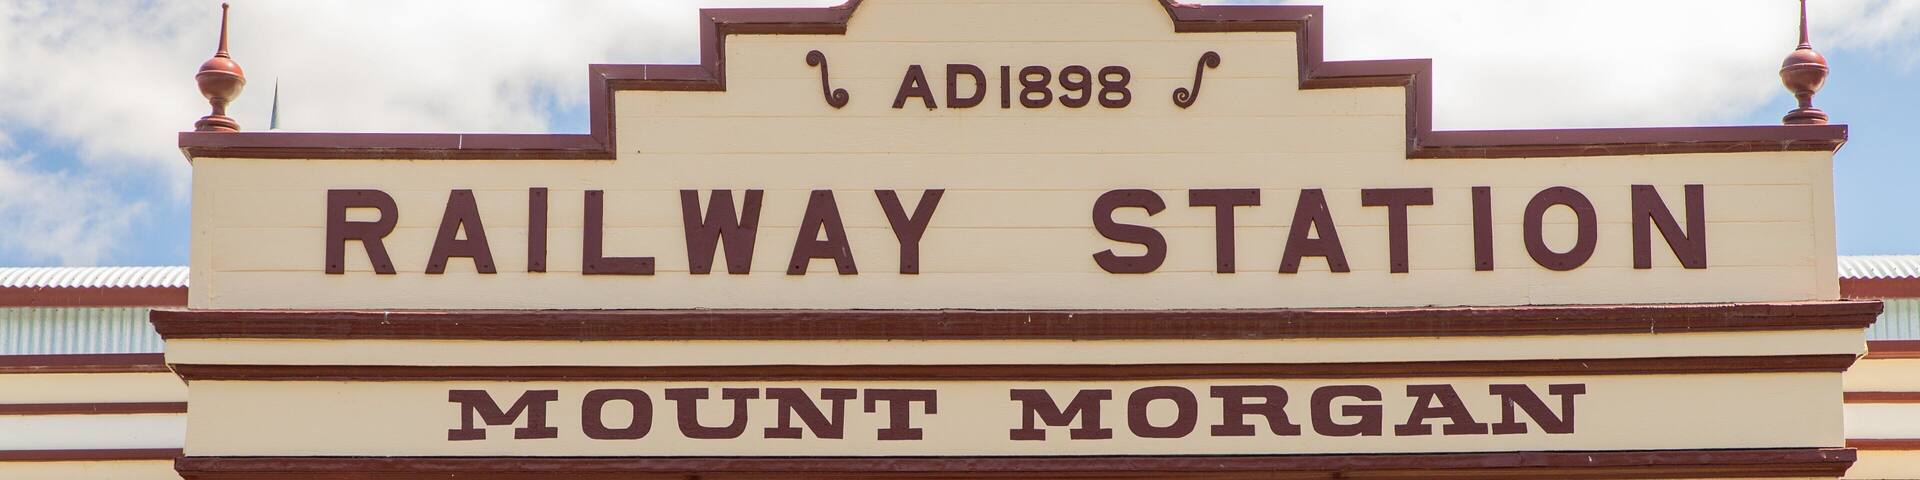 AD1898
RAILWAY STATION
MOUNT MORGAN